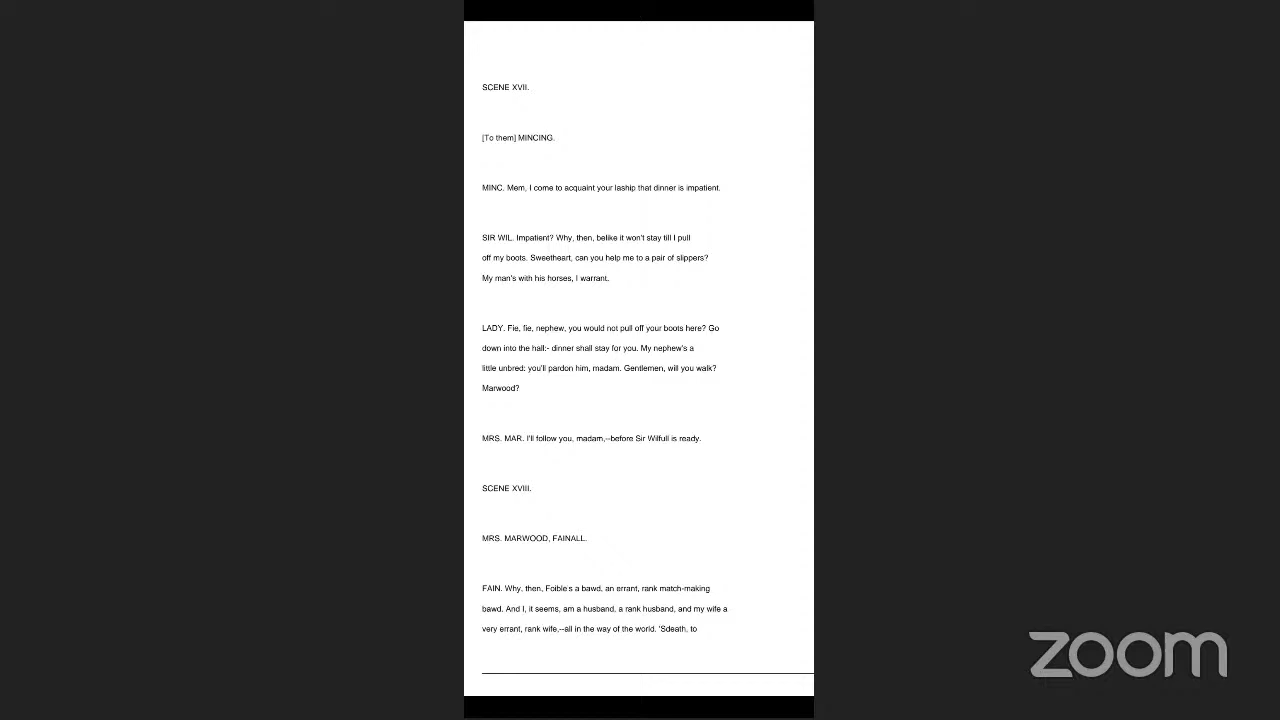 SCENE XVII.
[To them] MINCING.
MINC. Mem, I come to acquaint your laship that dinner is impatient.
SIR WIL. Impatient? Why, then, belike it won't stay till I pull
off my boots. Sweetheart, can you help me to a pair of slippers?
My man's with his horses, I warrant.
LADY. Fie, fie, nephew, you would not pull off your boots here? Go
down into the hall:- dinner shall stay for you. My nephew's a
little unbred: you'll pardon him, madam. Gentlemen, will you walk?
Marwood?
MRS. MAR. I'll follow you, madam,--before Sir Wilfull is ready.
SCENE XVIII.
MRS. MARWOOD, FAINALL.
FAIN. Why, then, Foible's a bawd, an errant, rank match-making
bawd. And I, it seems, am a husband, a rank husband, and my wife a
very errant, rank wife,--all in the way of the world. 'Sdeath, to
zoom